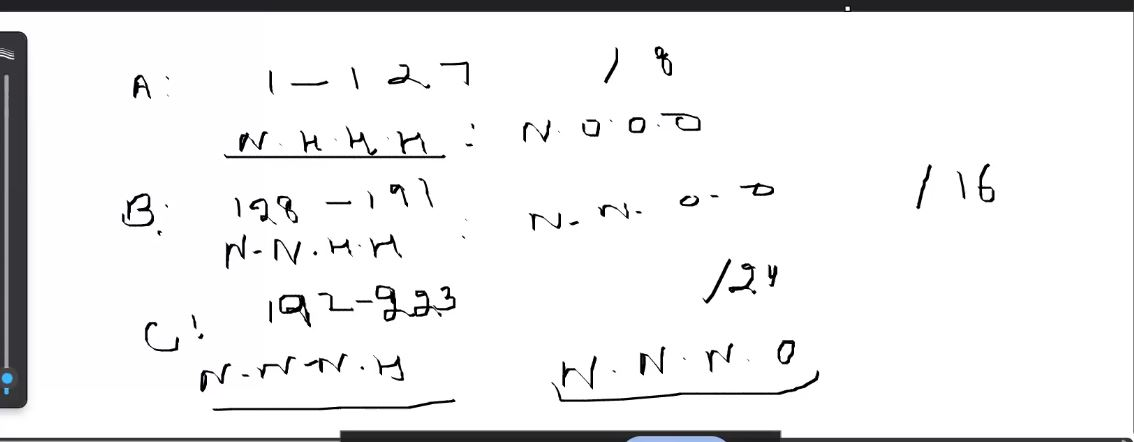 A: 1 - 127 / 8
N.H.H.H : N.0.0.0
B: 128 - 191 / 16
N-N.H.H : N-N.0-0
C: 192-223 /24
N.N-N.H N.N.N.0